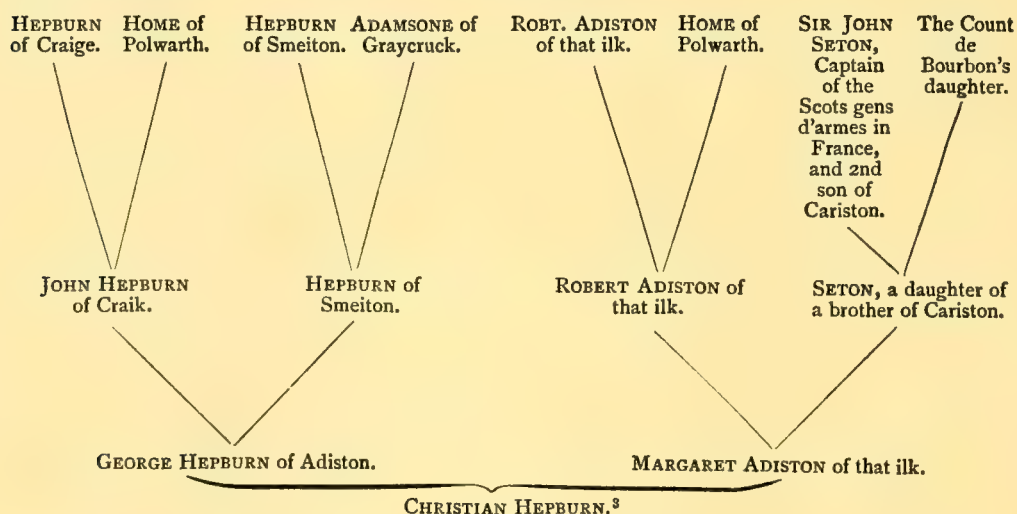 HEPBURN
of Craige.
HOME of
Polwarth.
HEPBURN
of Smeiton.
ADAMSONE of
Graycruck.
ROBT. ADISTON
of that ilk.
HOME of
Polwarth.
SIR JOHN
SETON,
Captain
of the
Scots gens
d'armes in
France,
and 2nd
son of
Cariston.
The Count
de
Bourbon's
daughter.
JOHN HEPBURN
of Craik.
HEPBURN of
Smeiton.
ROBERT ADISTON of
that ilk.
SETON, a daughter of
a brother of Cariston.
GEORGE HEPBURN of Adiston.
MARGARET ADISTON of that ilk.
CHRISTIAN HEPBURN.³